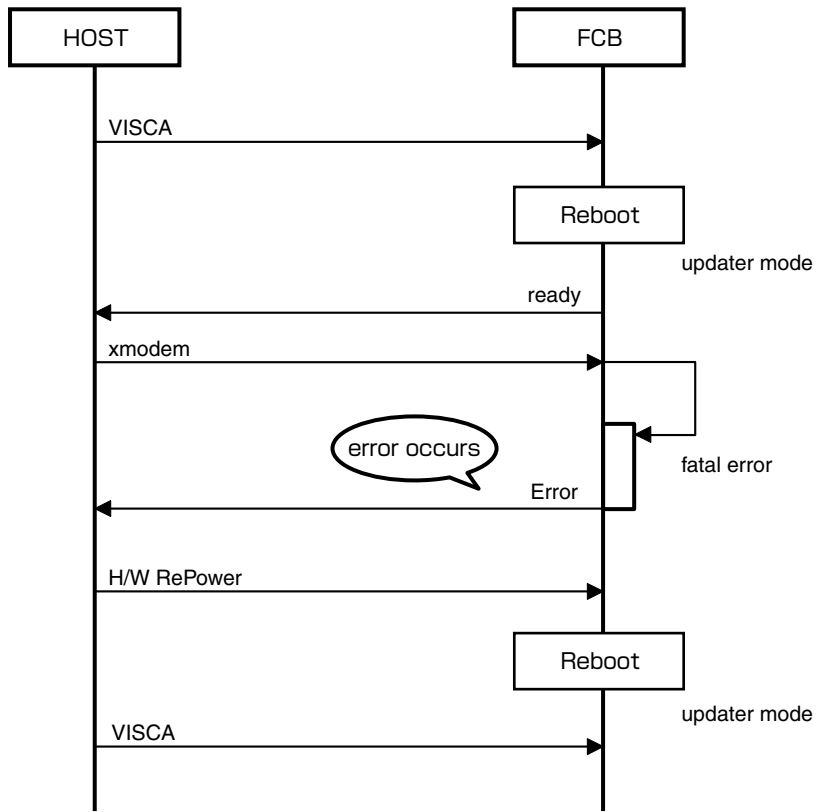 HOST
FCB
VISCA
Reboot
updater mode
ready
xmodem
error occurs
fatal error
Error
H/W RePower
Reboot
updater mode
VISCA